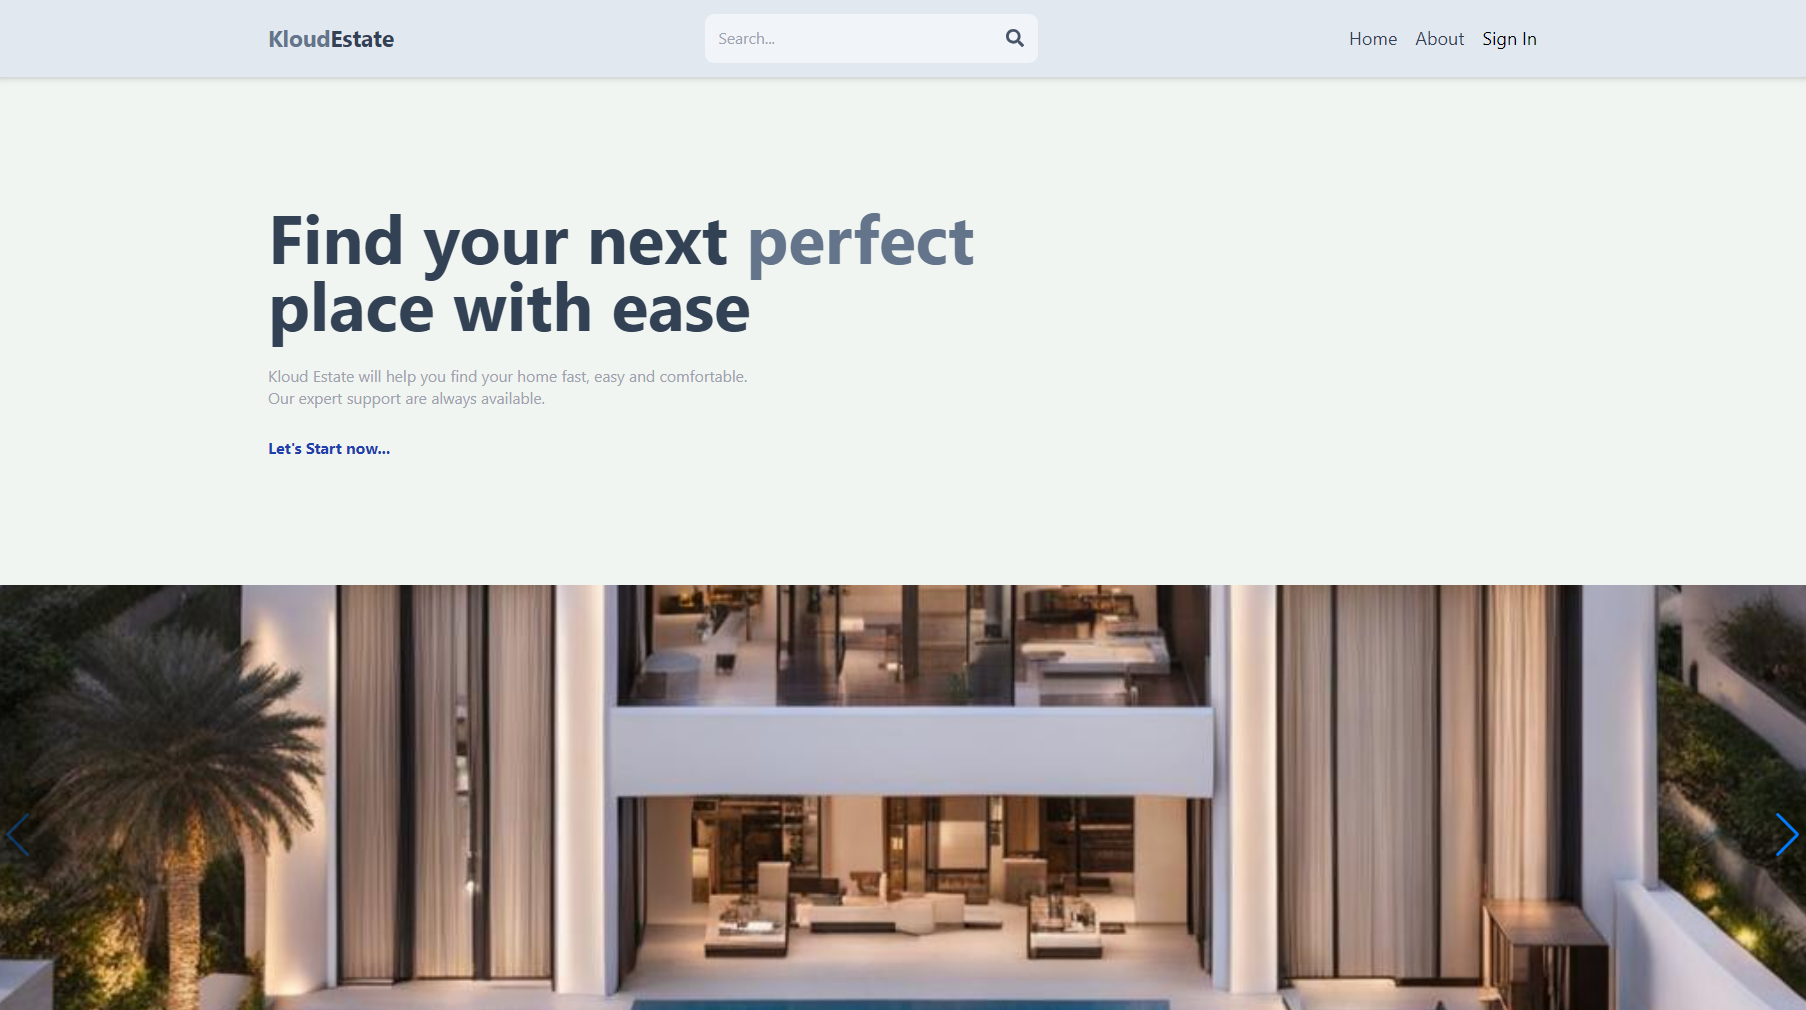 KloudEstate
Search...
Home About Sign In
Find your next perfect
place with ease
Kloud Estate will help you find your home fast, easy and comfortable.
Our expert support are always available.
Let's Start now...